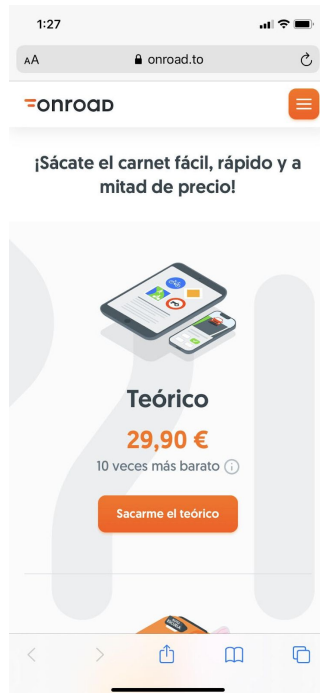 1:27
AA
onroad.to
onroad
¡Sácate el carnet fácil, rápido y a
mitad de precio!
Teórico
29,90 €
10 veces más barato
Sacarme el teórico